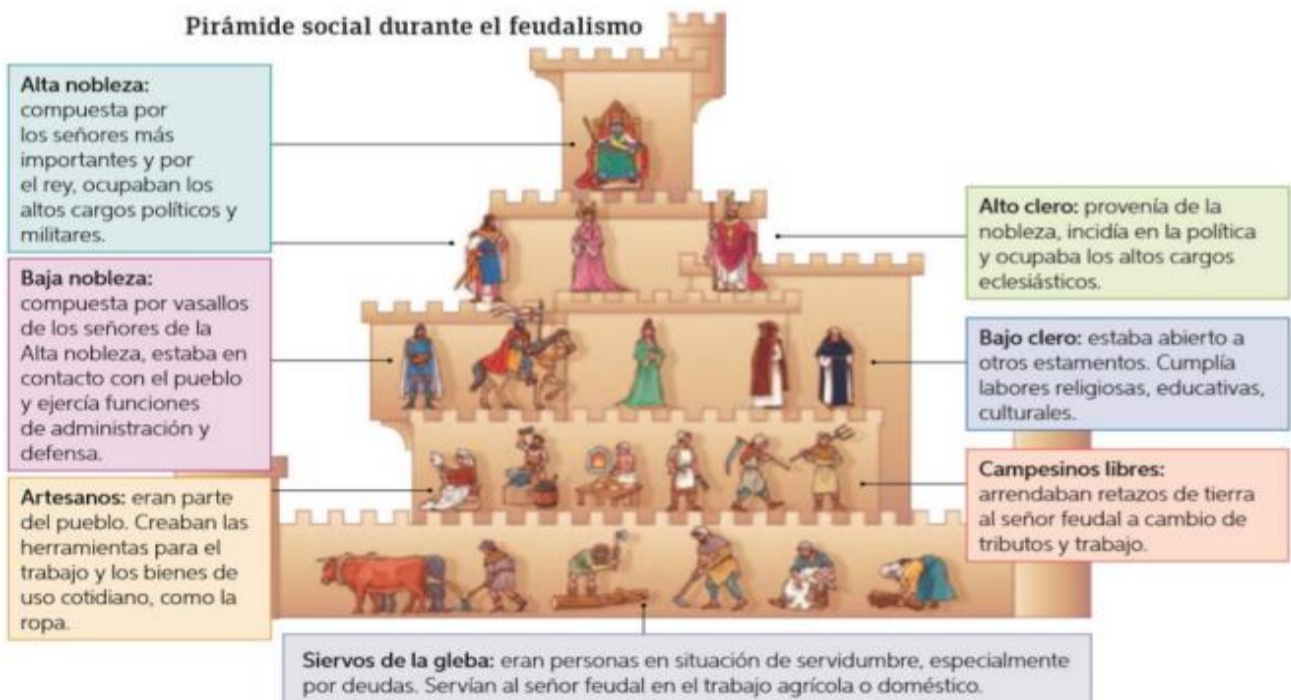 Pirámide social durante el feudalismo
Alta nobleza:
compuesta por
los señores más
importantes y por
el rey, ocupaban los
altos cargos políticos y
militares.
Baja nobleza:
compuesta por vasallos
de los señores de la
Alta nobleza, estaba en
contacto con el pueblo
y ejercía funciones
de administración y
defensa.
Artesanos: eran parte
del pueblo. Creaban las
herramientas para el
trabajo y los bienes de
uso cotidiano, como la
ropa.
Alto clero: provenía de la
nobleza, incidía en la política
y ocupaba los altos cargos
eclesiásticos.
Bajo clero: estaba abierto a
otros estamentos. Cumplía
labores religiosas, educativas,
culturales.
Campesinos libres:
arrendaban retazos de tierra
al señor feudal a cambio de
tributos y trabajo.
Siervos de la gleba: eran personas en situación de servidumbre, especialmente
por deudas. Servían al señor feudal en el trabajo agrícola o doméstico.